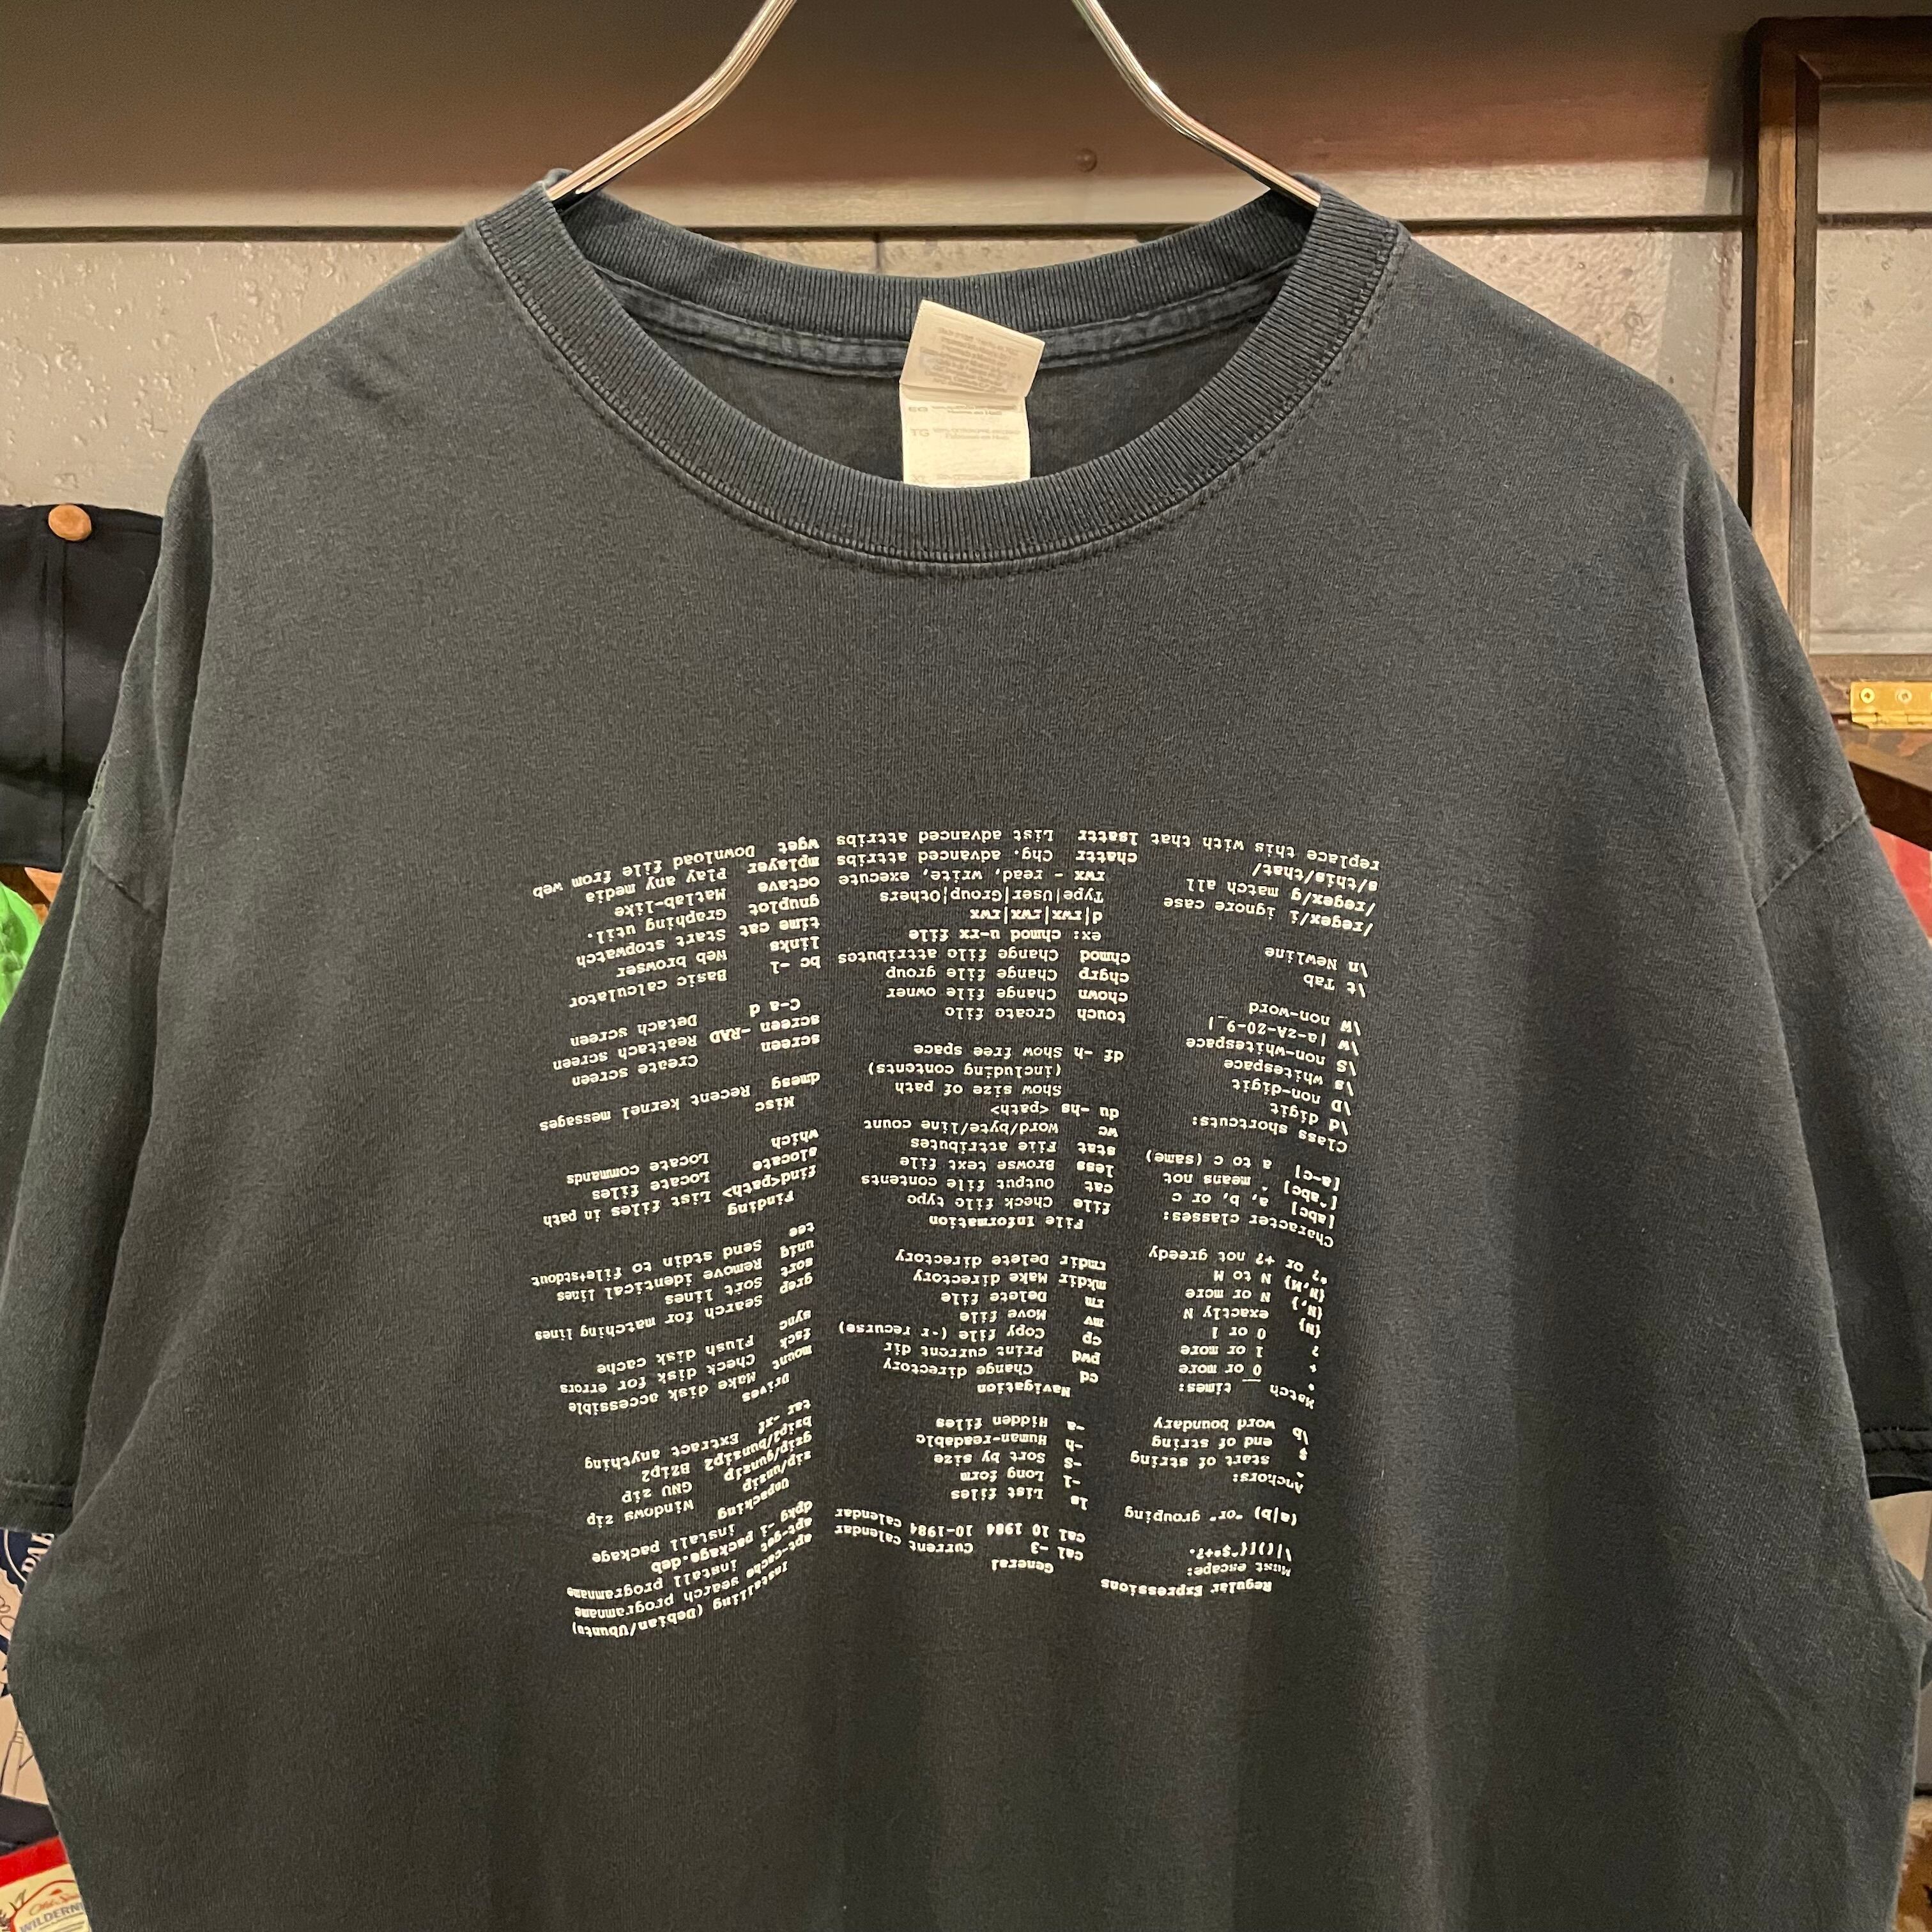 Regular Expressions
Must escape:
\|()[{^$*+?.
(a|b) "or" grouping
Anchors:
^ start of string
$ end of string
\b word boundary
Match __ times:
* 0 or more
+ 1 or more
? 0 or 1
{N} exactly N
{N,} N or more
{N,M} N to M
*? or +? not greedy
Character classes:
[abc] a, b, or c
[^abc] ^ means not
[a-c] a to c (same)
Class shortcuts:
\d digit
\D non-digit
\s whitespace
\S non-whitespace
\w [a-zA-Z0-9_]
\W non-word
\t Tab
\n Newline
/regex/i ignore case
/regex/g match all
s/this/that/
replace this with that
General
cal -3 Current calendar
cal 10 1984 10-1984 calendar
ls List files
-l Long form
-S Sort by size
-h Human-readable
-a Hidden files
Navigation
cd Change directory
pwd Print current dir
cp Copy file (-r recurse)
mv Move file
rm Delete file
mkdir Make directory
rmdir Delete directory
File Information
file Check file type
cat Output file contents
less Browse text file
stat File attributes
wc word/byte/line count
du -hs <path>
Show size of path
(including contents)
df -h Show free space
touch Create file
chown Change file owner
chgrp Change file group
chmod Change file attributes
ex: chmod u-rx file
d|rwx|rwx|rwx
Type|User|Group|Others
rwx - read, write, execute
chattr Chg. advanced attribs
lsattr List advanced attribs
Installing (Debian/Ubuntu)
apt-cache search programname
apt-get install programname
dpkg -i package.deb
install package
Unpacking
zip/unzip Windows zip
gzip/gunzip GNU zip
bzip2/bunzip2 BZip2
tar -xf Extract anything
Drives
mount Make disk accessible
fsck Check disk for errors
sync Flush disk cache
grep Search for matching lines
sort Sort lines
uniq Remove identical lines
tee Send stdin to file+stdout
Finding
find<path> List files in path
slocate Locate files
which Locate commands
Misc
dmesg Recent kernel messages
screen Create screen
screen -RAD Reattach screen
C-a d Detach screen
bc -l Basic calculator
links Web browser
time cat Start stopwatch
gnuplot Graphing util.
octave Matlab-like
mplayer Play any media
wget Download file from web